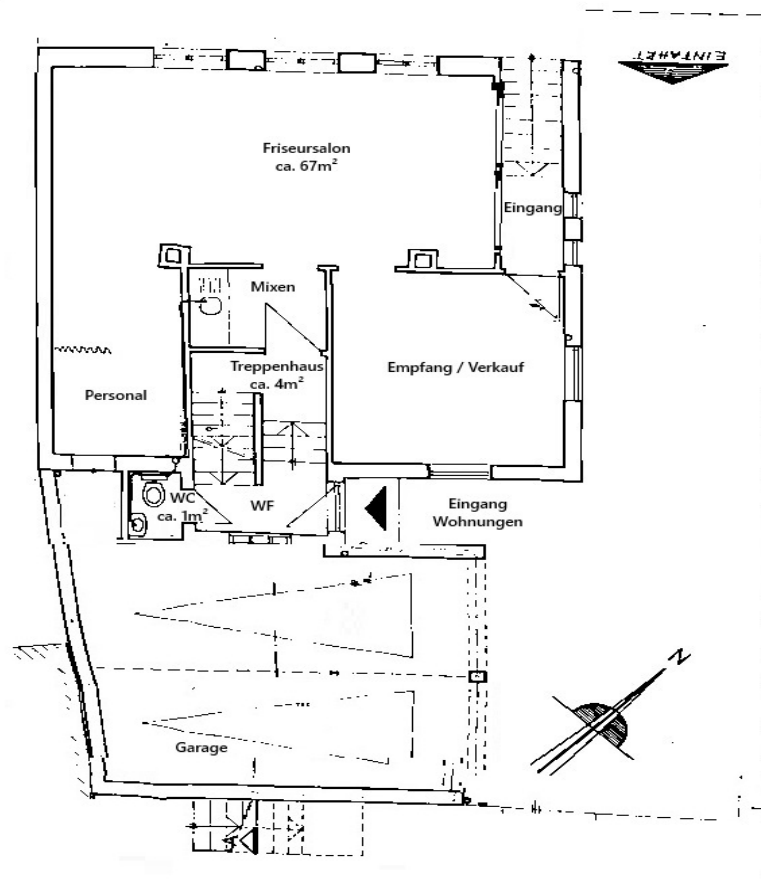 EINFAHRT
Friseursalon
ca. 67m²
Eingang
Mixen
Treppenhaus
ca. 4m²
Empfang / Verkauf
Personal
WC
ca. 1m²
WF
Eingang
Wohnungen
N
Garage